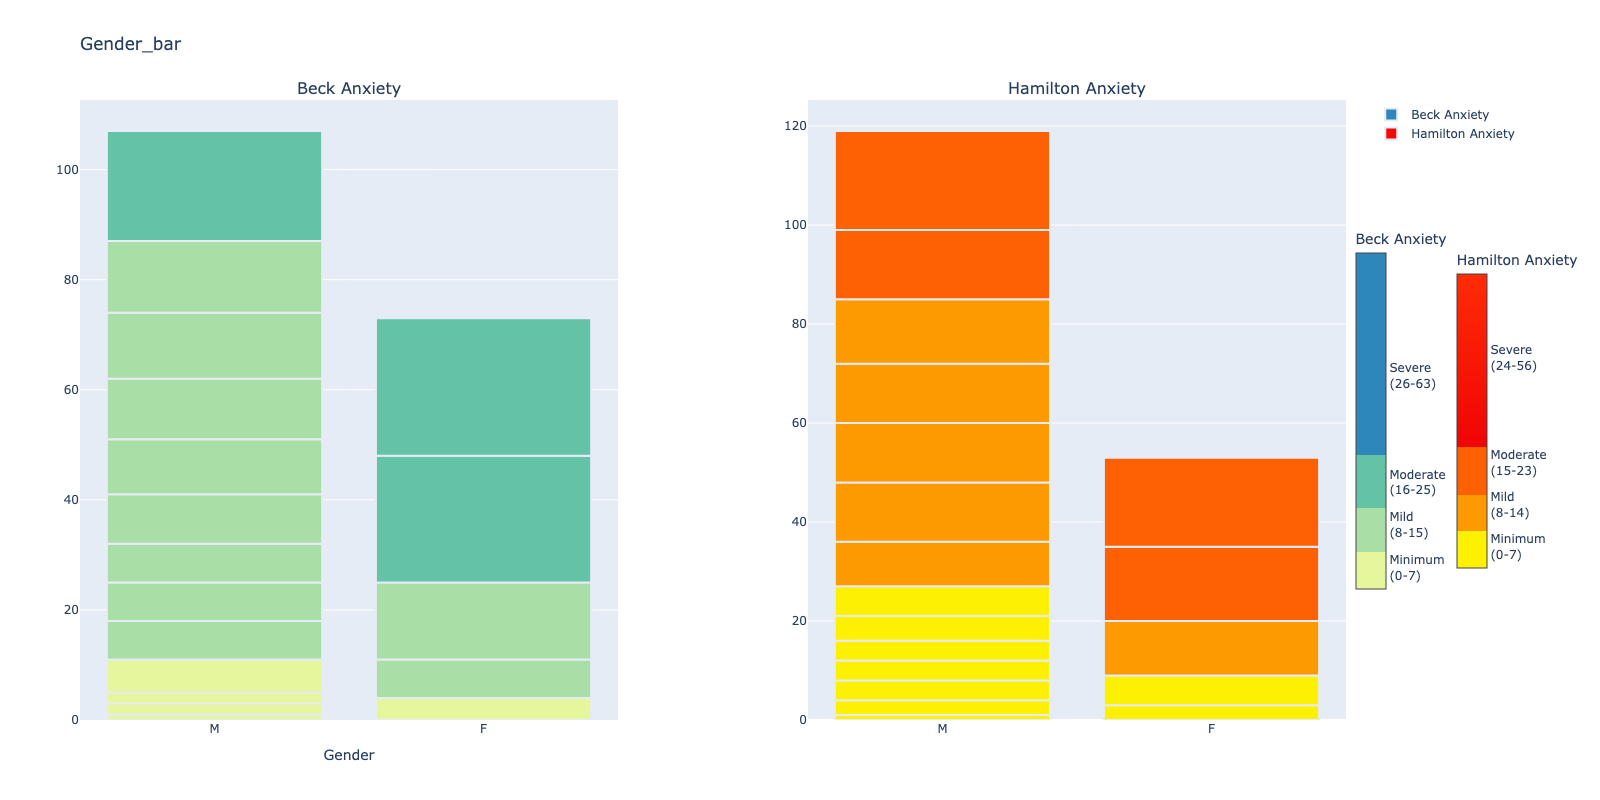 Gender_bar
Beck Anxiety
100
80
60
40
20
0
M
F
Gender
Hamilton Anxiety
120
100
80
60
40
20
0
M
F
Beck Anxiety
Hamilton Anxiety
Beck Anxiety
Severe
(26-63)
Moderate
(16-25)
Mild
(8-15)
Minimum
(0-7)
Hamilton Anxiety
Severe
(24-56)
Moderate
(15-23)
Mild
(8-14)
Minimum
(0-7)